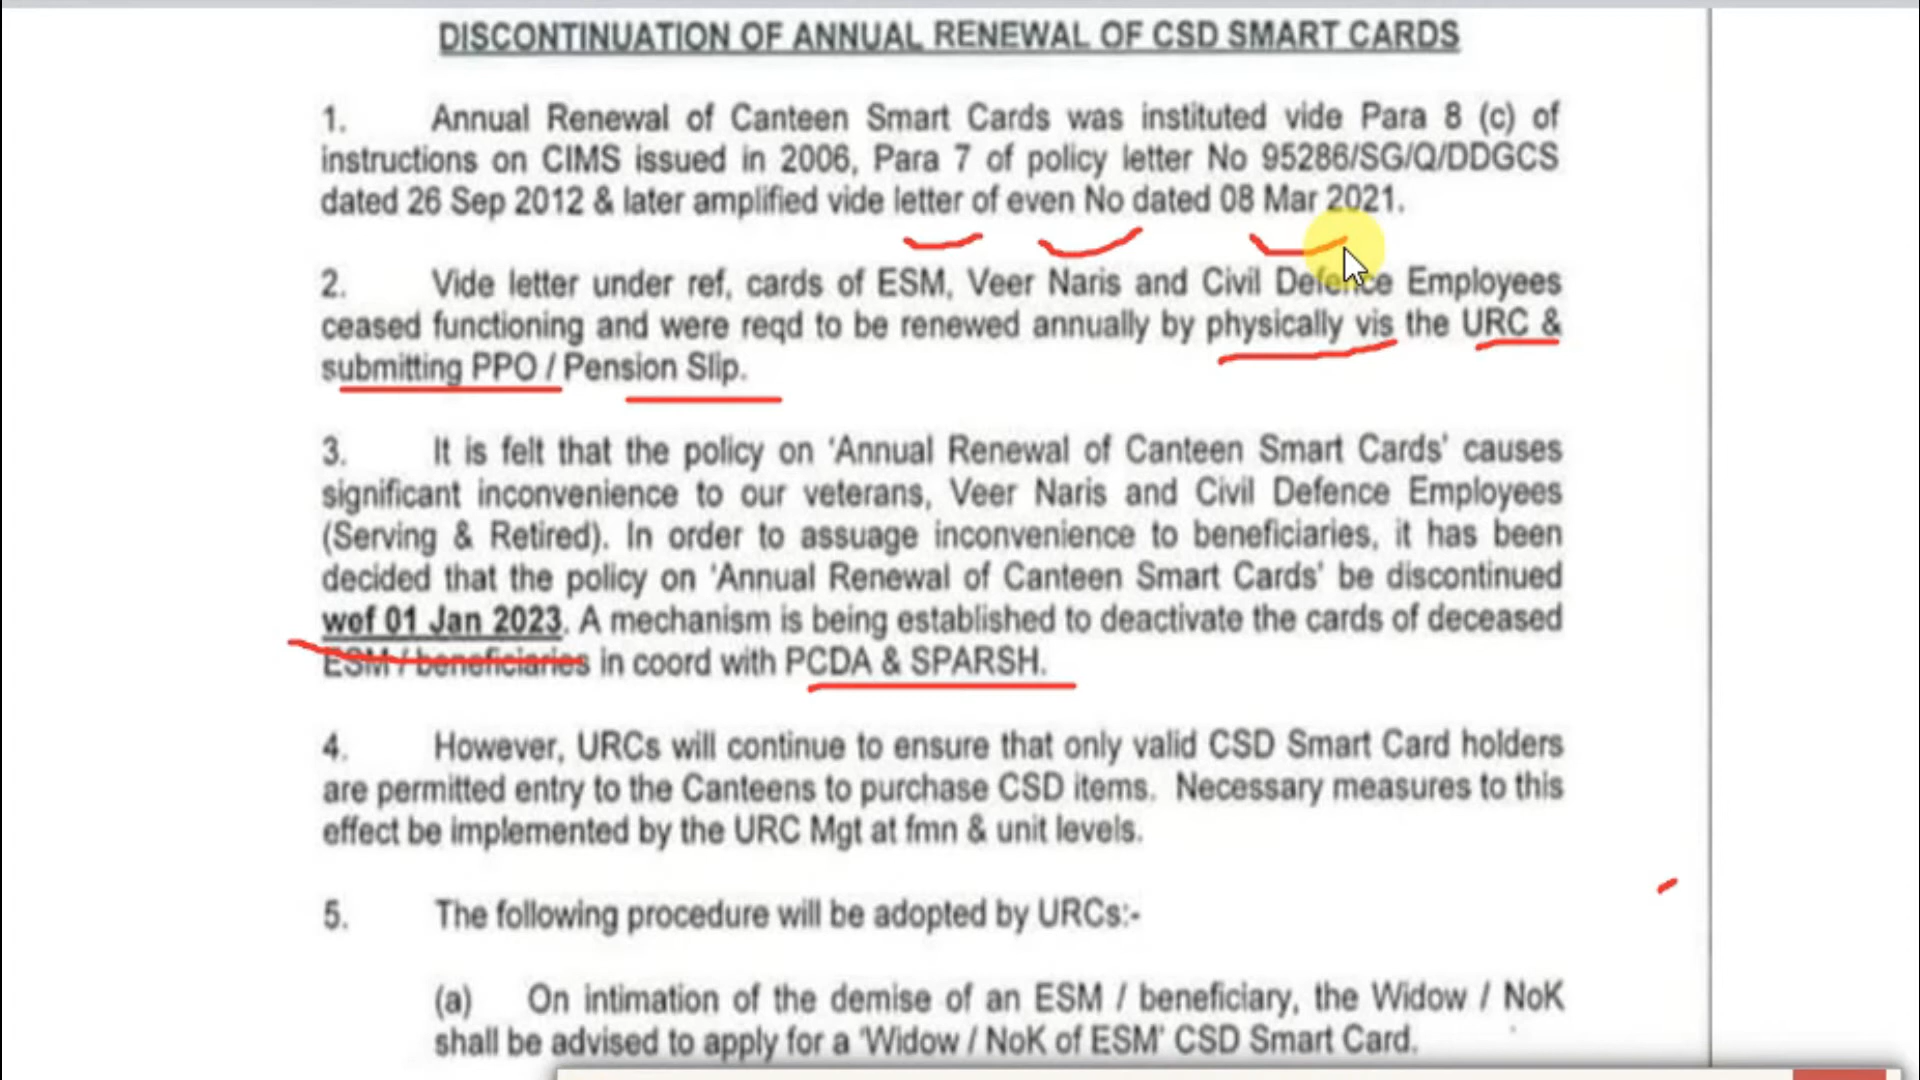 DISCONTINUATION OF ANNUAL RENEWAL OF CSD SMART CARDS
1. Annual Renewal of Canteen Smart Cards was instituted vide Para 8 (c) of
instructions on CIMS issued in 2006, Para 7 of policy letter No 95286/SG/Q/DDGCS
dated 26 Sep 2012 & later amplified vide letter of even No dated 08 Mar 2021.
2. Vide letter under ref, cards of ESM, Veer Naris and Civil Defence Employees
ceased functioning and were reqd to be renewed annually by physically vis the URC &
submitting PPO / Pension Slip.
3. It is felt that the policy on 'Annual Renewal of Canteen Smart Cards' causes
significant inconvenience to our veterans, Veer Naris and Civil Defence Employees
(Serving & Retired). In order to assuage inconvenience to beneficiaries, it has been
decided that the policy on 'Annual Renewal of Canteen Smart Cards' be discontinued
wef 01 Jan 2023. A mechanism is being established to deactivate the cards of deceased
ESM / beneficiaries in coord with PCDA & SPARSH.
4. However, URCs will continue to ensure that only valid CSD Smart Card holders
are permitted entry to the Canteens to purchase CSD items. Necessary measures to this
effect be implemented by the URC Mgt at fmn & unit levels.
5. The following procedure will be adopted by URCs:-
(a) On intimation of the demise of an ESM / beneficiary, the Widow / NoK
shall be advised to apply for a 'Widow / NoK of ESM' CSD Smart Card.